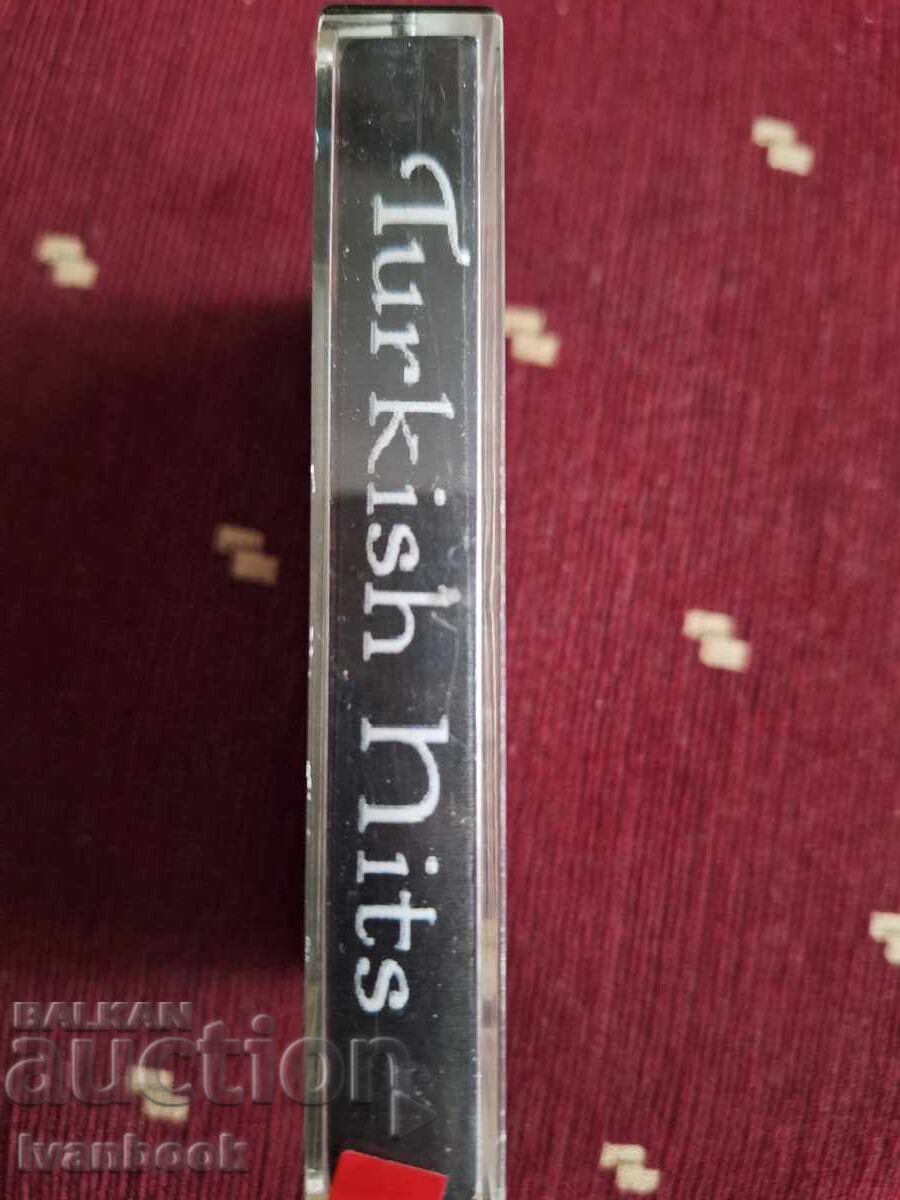 Turkish hits
BALKAN
auction
Ivanbook